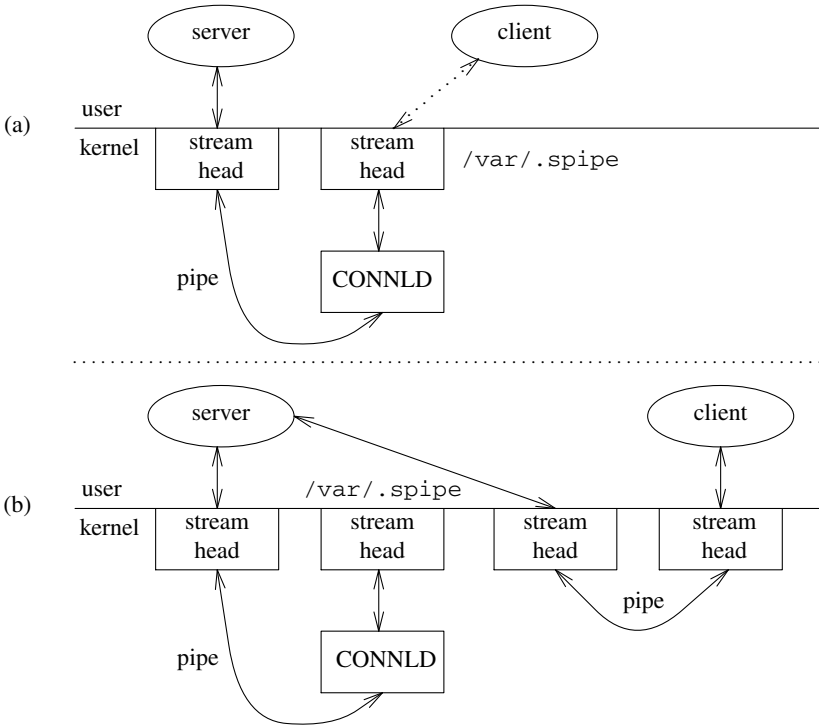 server
client
(a)
user
kernel
stream
head
stream
head
/var/.spipe
pipe
CONNLD
server
client
(b)
user
/var/.spipe
kernel
stream
head
stream
head
stream
head
stream
head
pipe
pipe
CONNLD